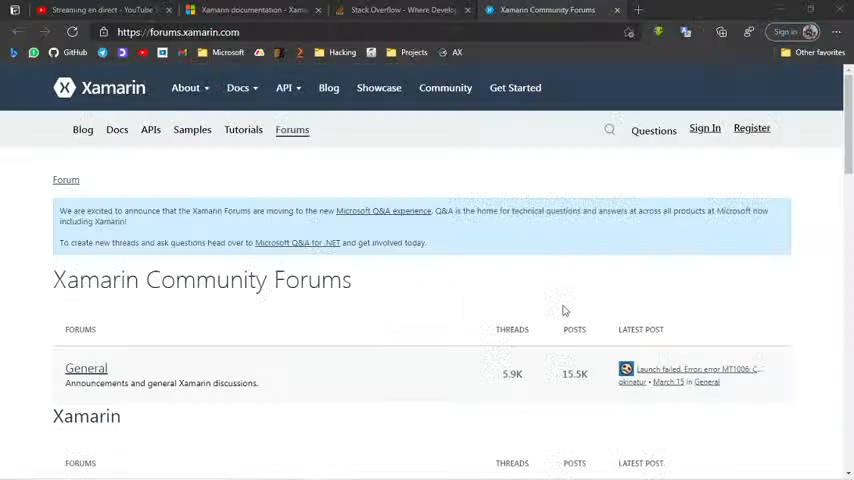 Streaming en direct - YouTube S
Xamarin documentation - Xama
Stack Overflow - Where Develop
Xamarin Community Forums
https://forums.xamarin.com
Sign in
GitHub
Microsoft
Hacking
Projects
AX
Other favorites
Xamarin
About
Docs
API
Blog
Showcase
Community
Get Started
Blog
Docs
APIs
Samples
Tutorials
Forums
Questions
Sign In
Register
Forum
We are excited to announce that the Xamarin Forums are moving to the new Microsoft Q&A experience. Q&A is the home for technical questions and answers at across all products at Microsoft now
including Xamarin!
To create new threads and ask questions head over to Microsoft Q&A for .NET and get involved today.
Xamarin Community Forums
FORUMS THREADS POSTS LATEST POST
General 5.9K 15.5K Launch failed. Error: error MT1006: C...
Announcements and general Xamarin discussions. okinatur • March 15 in General
Xamarin
FORUMS THREADS POSTS LATEST POST